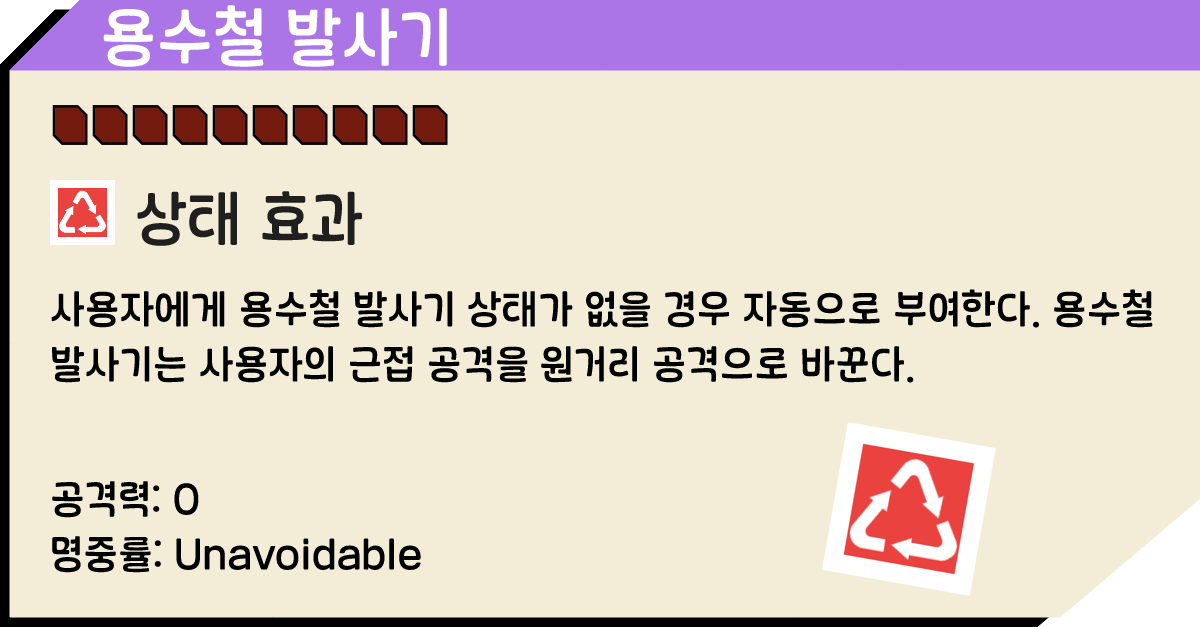 용수철 발사기
상태 효과
사용자에게 용수철 발사기 상태가 없을 경우 자동으로 부여한다. 용수철
발사기는 사용자의 근접 공격을 원거리 공격으로 바꾼다.
공격력: 0
명중률: Unavoidable